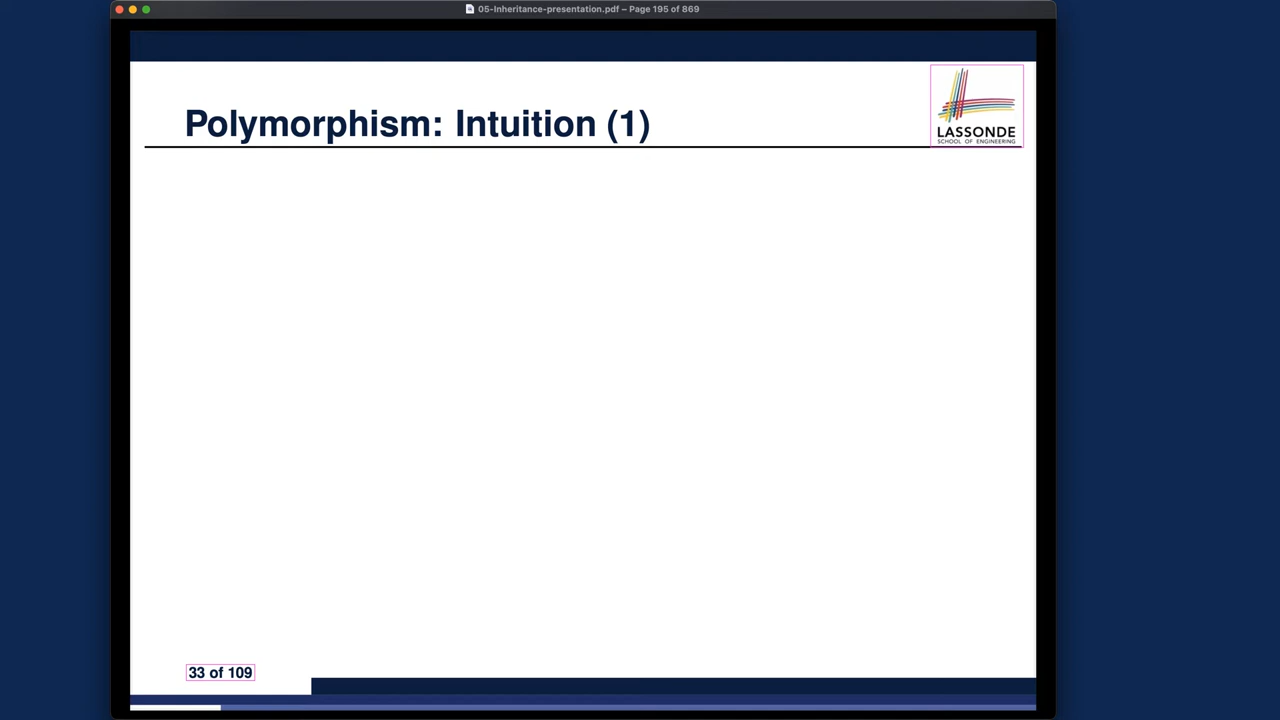 05-Inheritance-presentation.pdf – Page 195 of 869
Polymorphism: Intuition (1)
LASSONDE
SCHOOL OF ENGINEERING
33 of 109